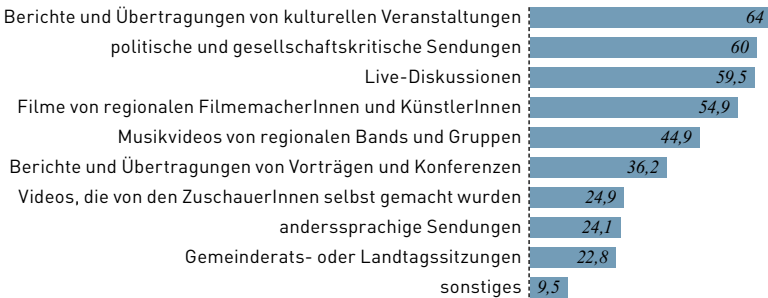 Berichte und Übertragungen von kulturellen Veranstaltungen 64
politische und gesellschaftskritische Sendungen 60
Live-Diskussionen 59,5
Filme von regionalen FilmemacherInnen und KünstlerInnen 54,9
Musikvideos von regionalen Bands und Gruppen 44,9
Berichte und Übertragungen von Vorträgen und Konferenzen 36,2
Videos, die von den ZuschauerInnen selbst gemacht wurden 24,9
anderssprachige Sendungen 24,1
Gemeinderats- oder Landtagssitzungen 22,8
sonstiges 9,5